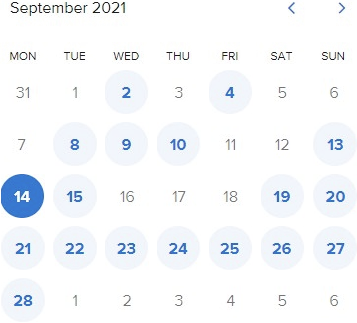 September 2021
MON TUE WED THU FRI SAT SUN
31 1 2 3 4 5 6
7 8 9 10 11 12 13
14 15 16 17 18 19 20
21 22 23 24 25 26 27
28 1 2 3 4 5 6